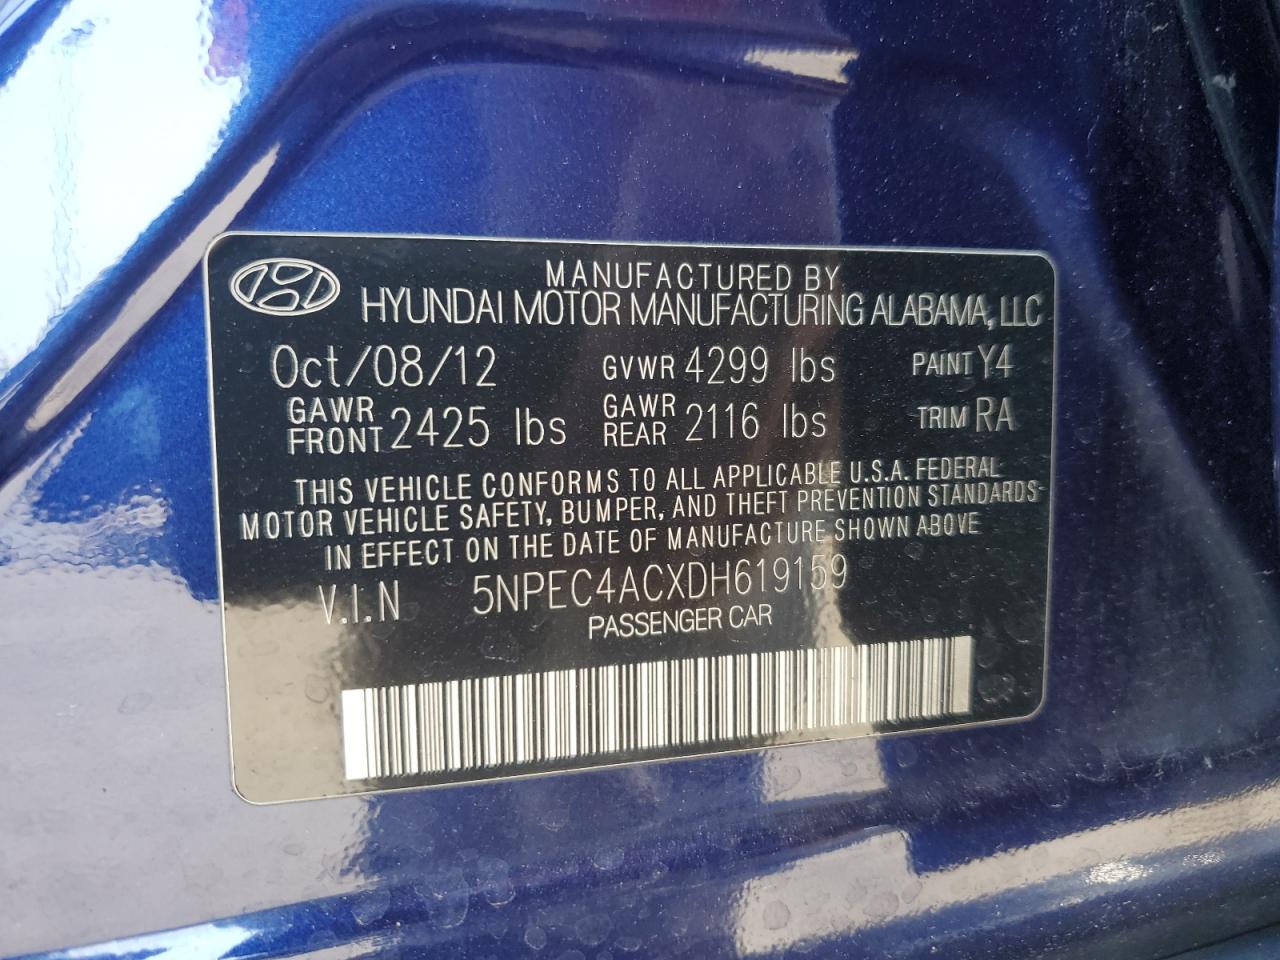 MANUFACTURED BY
HYUNDAI MOTOR MANUFACTURING ALABAMA, LLC
Oct/08/12 GVWR 4299 lbs PAINT Y4
GAWR FRONT 2425 lbs GAWR REAR 2116 lbs TRIM RA
THIS VEHICLE CONFORMS TO ALL APPLICABLE U.S.A. FEDERAL
MOTOR VEHICLE SAFETY, BUMPER, AND THEFT PREVENTION STANDARDS
IN EFFECT ON THE DATE OF MANUFACTURE SHOWN ABOVE
V.I.N 5NPEC4ACXDH619159
PASSENGER CAR